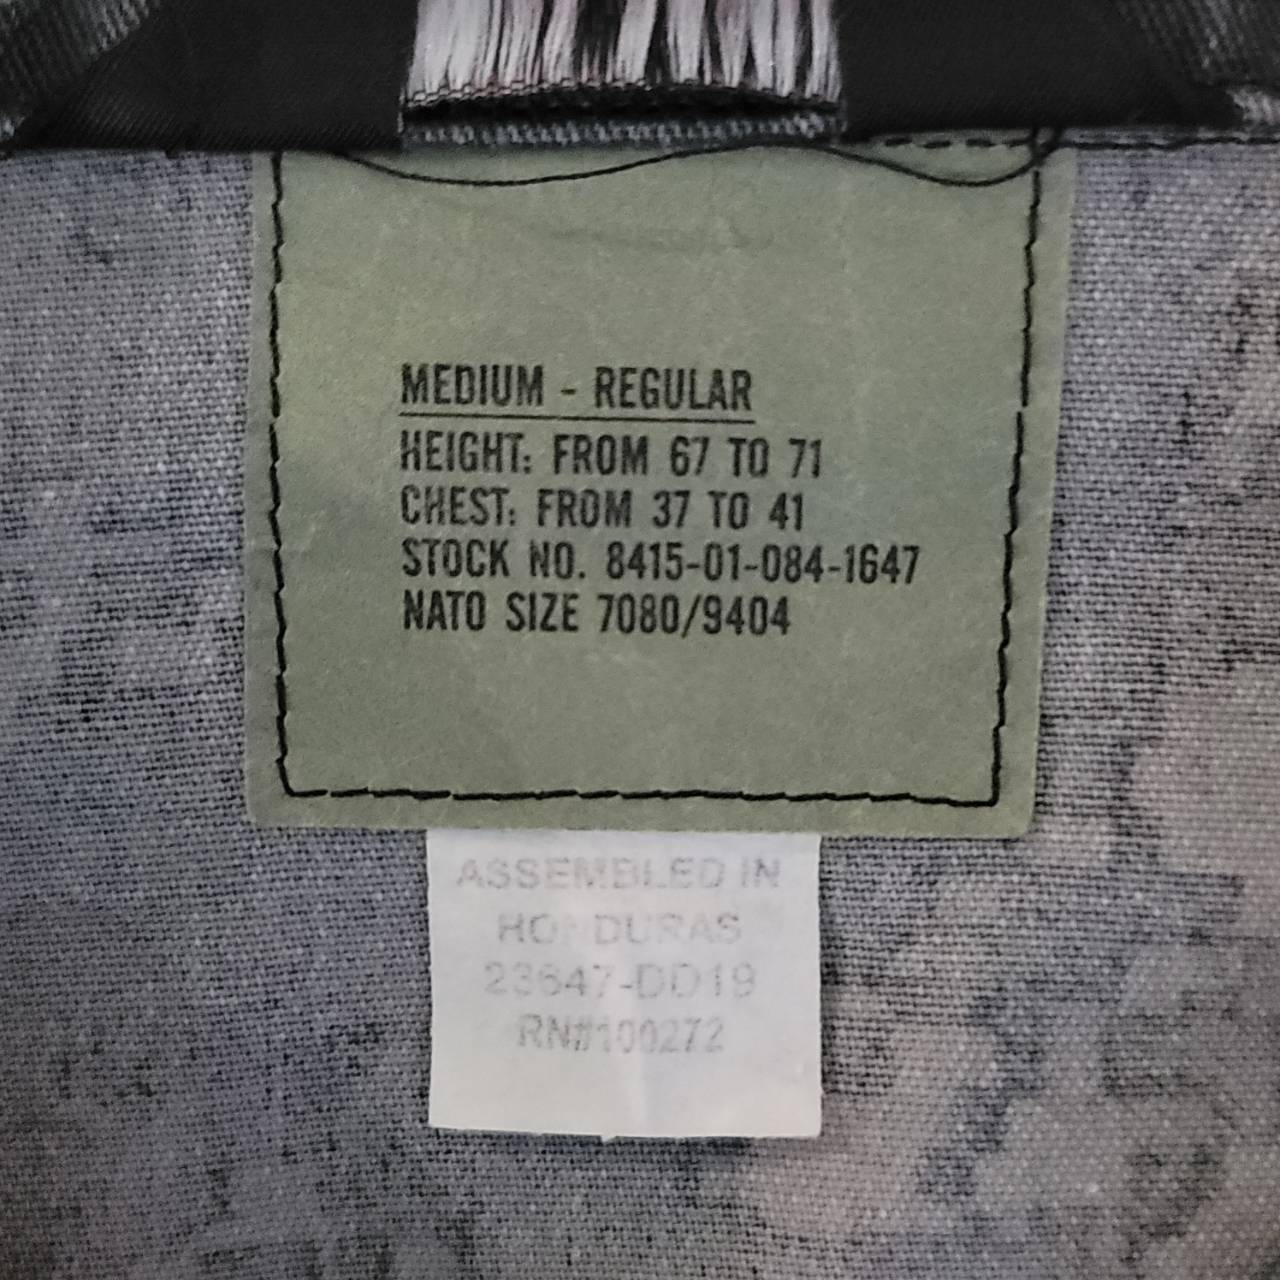 MEDIUM - REGULAR
HEIGHT: FROM 67 TO 71
CHEST: FROM 37 TO 41
STOCK NO. 8415-01-084-1647
NATO SIZE 7080/9404
ASSEMBLED IN
HONDURAS
23647-DD19
RN#100272